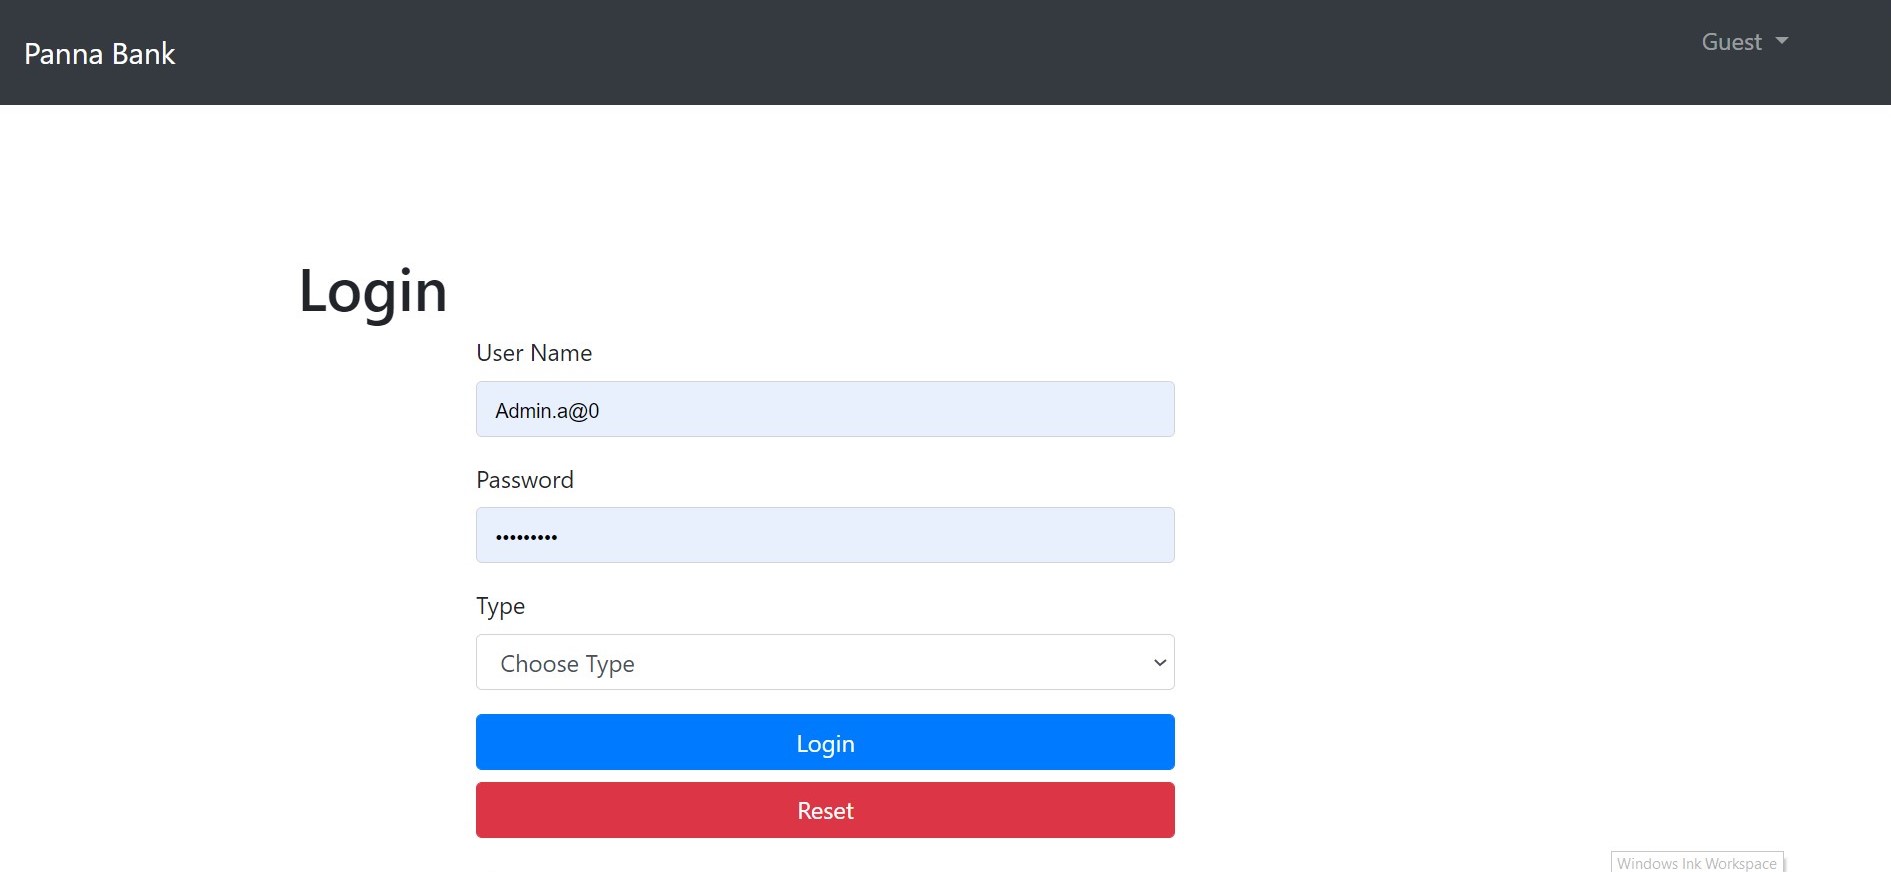 Panna Bank
Guest
Login
User Name
Admin.a@0
Password
•••••••••
Type
Choose Type
Login
Reset
Windows Ink Workspace